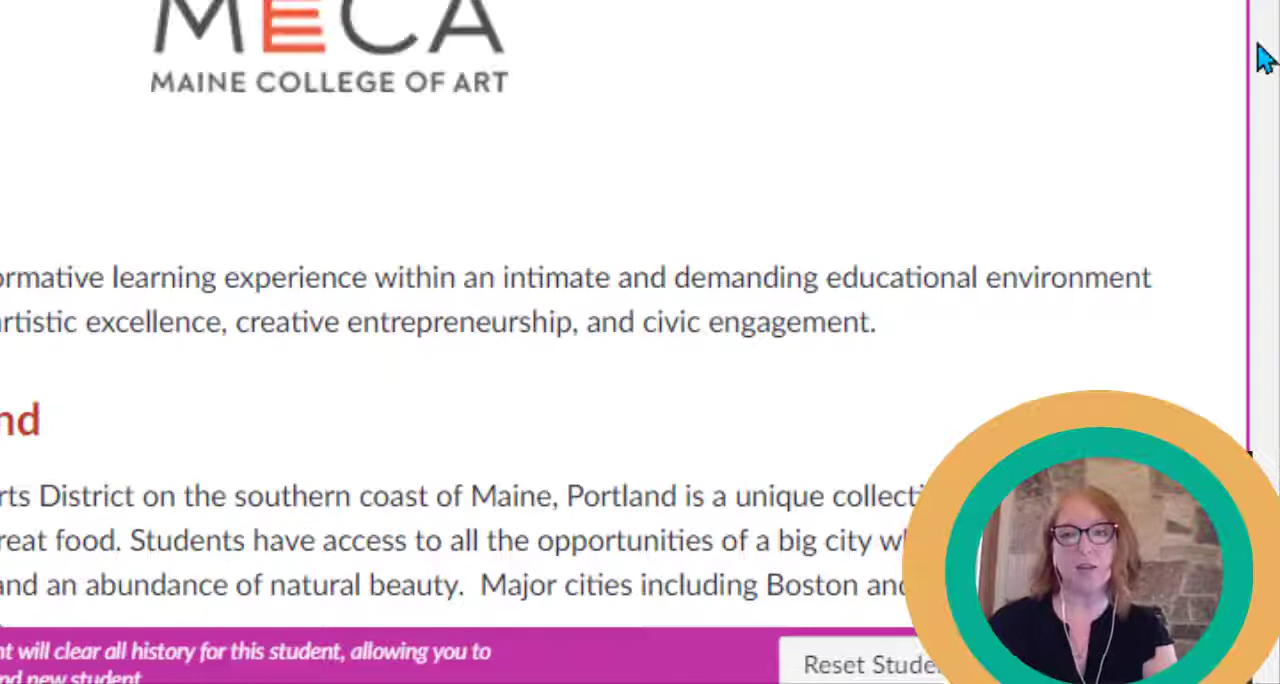 MECA
MAINE COLLEGE OF ART
ormative learning experience within an intimate and demanding educational environment
artistic excellence, creative entrepreneurship, and civic engagement.
nd
rts District on the southern coast of Maine, Portland is a unique collecti
reat food. Students have access to all the opportunities of a big city w
and an abundance of natural beauty. Major cities including Boston and
nt will clear all history for this student, allowing you to
Reset Stude
nd new student